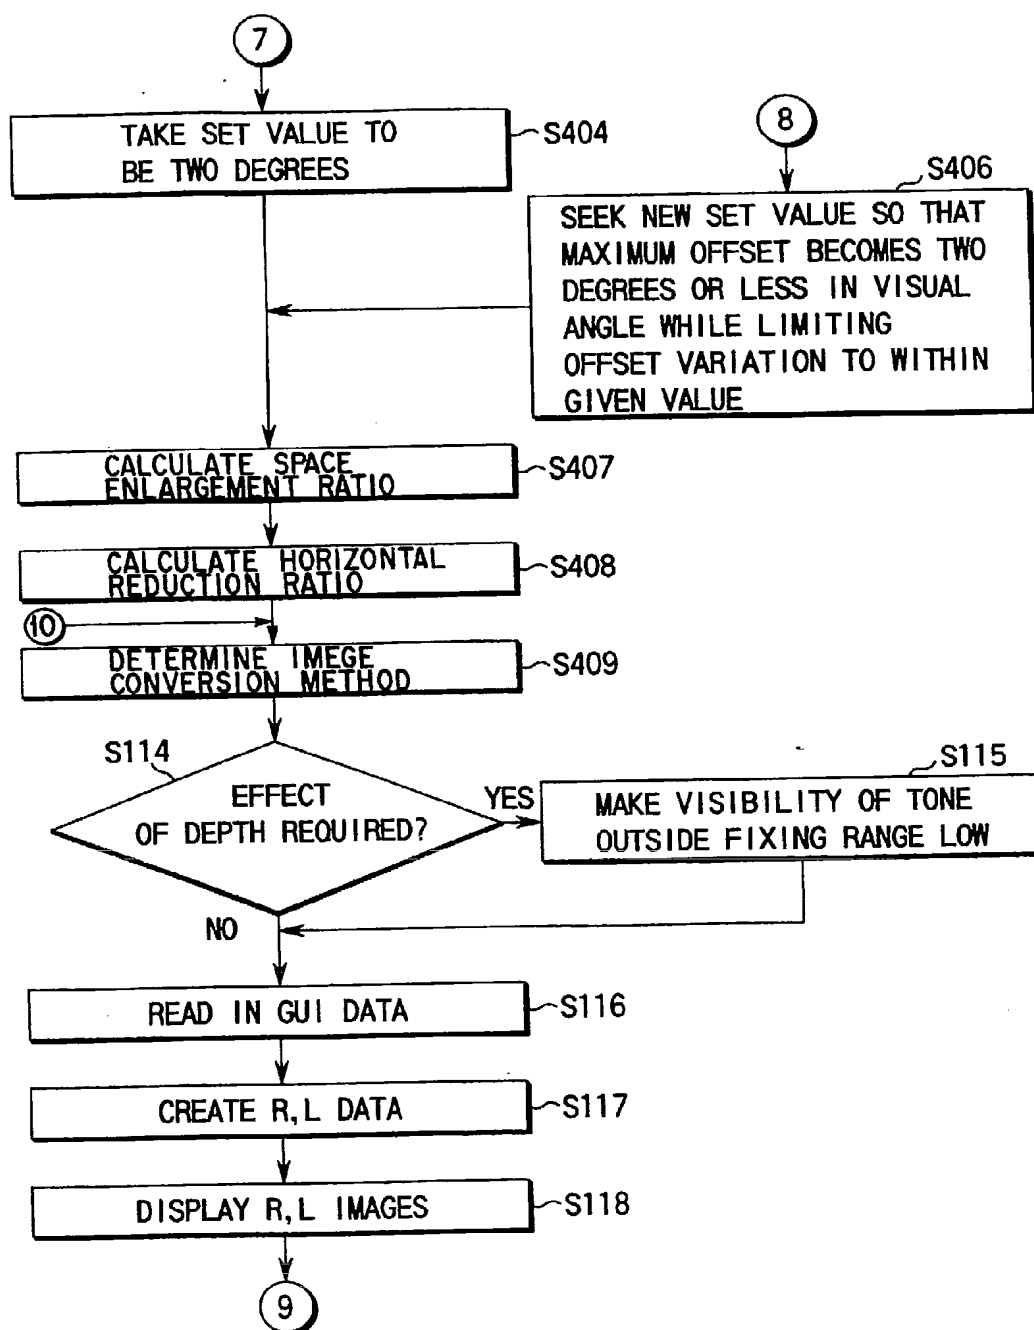 7
TAKE SET VALUE TO
BE TWO DEGREES
S404
8
S406
SEEK NEW SET VALUE SO THAT
MAXIMUM OFFSET BECOMES TWO
DEGREES OR LESS IN VISUAL
ANGLE WHILE LIMITING
OFFSET VARIATION TO WITHIN
GIVEN VALUE
CALCULATE SPACE
ENLARGEMENT RATIO
S407
CALCULATE HORIZONTAL
REDUCTION RATIO
S408
10
DETERMINE IMEGE
CONVERSION METHOD
S409
S114
EFFECT
OF DEPTH REQUIRED?
YES
S115
MAKE VISIBILITY OF TONE
OUTSIDE FIXING RANGE LOW
NO
READ IN GUI DATA
S116
CREATE R,L DATA
S117
DISPLAY R,L IMAGES
S118
9